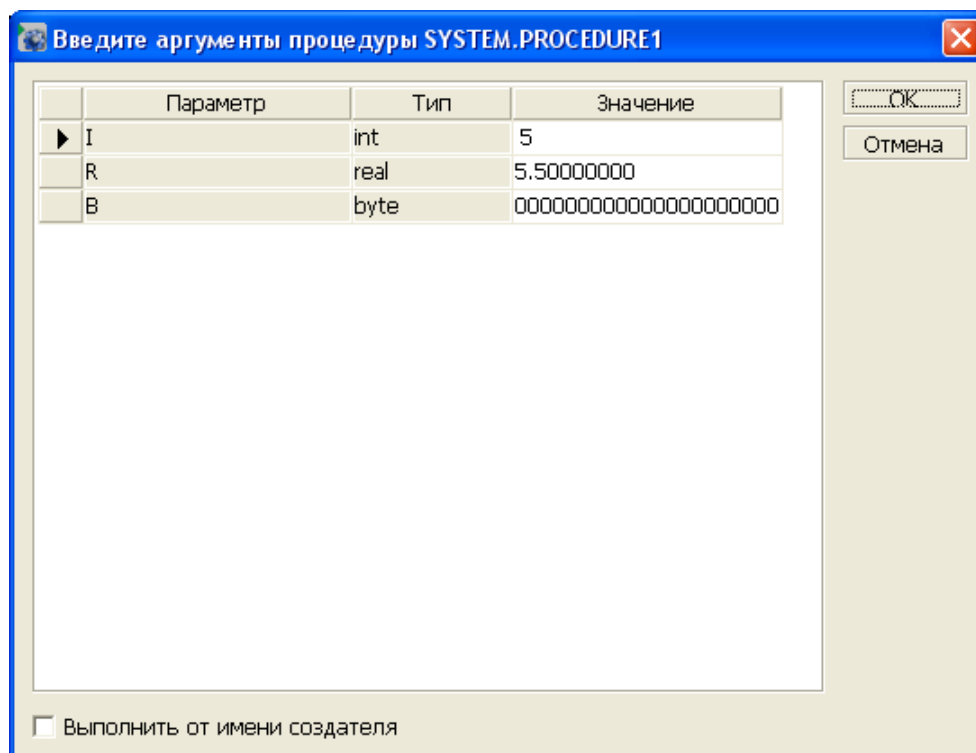 Введите аргументы процедуры SYSTEM.PROCEDURE1
Параметр Тип Значение
I int 5
R real 5.50000000
B byte 0000000000000000000000
OK
Отмена
Выполнить от имени создателя